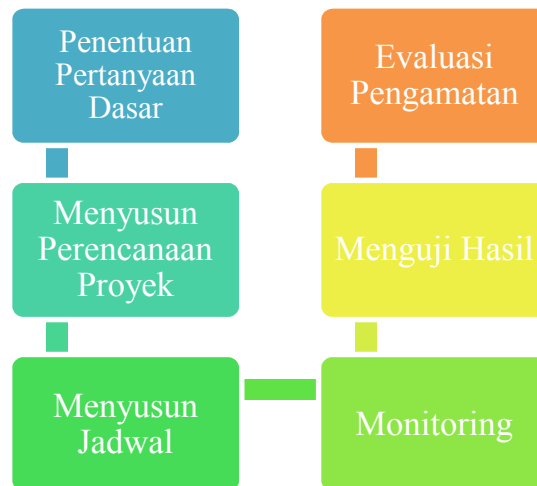 Penentuan
Pertanyaan
Dasar
Menyusun
Perencanaan
Proyek
Menyusun
Jadwal
Monitoring
Menguji Hasil
Evaluasi
Pengamatan